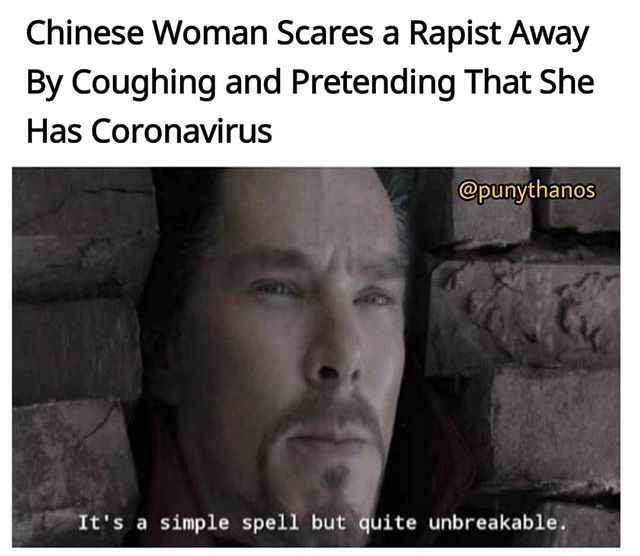 Chinese Woman Scares a Rapist Away
By Coughing and Pretending That She
Has Coronavirus
@punythanos
It's a simple spell but quite unbreakable.